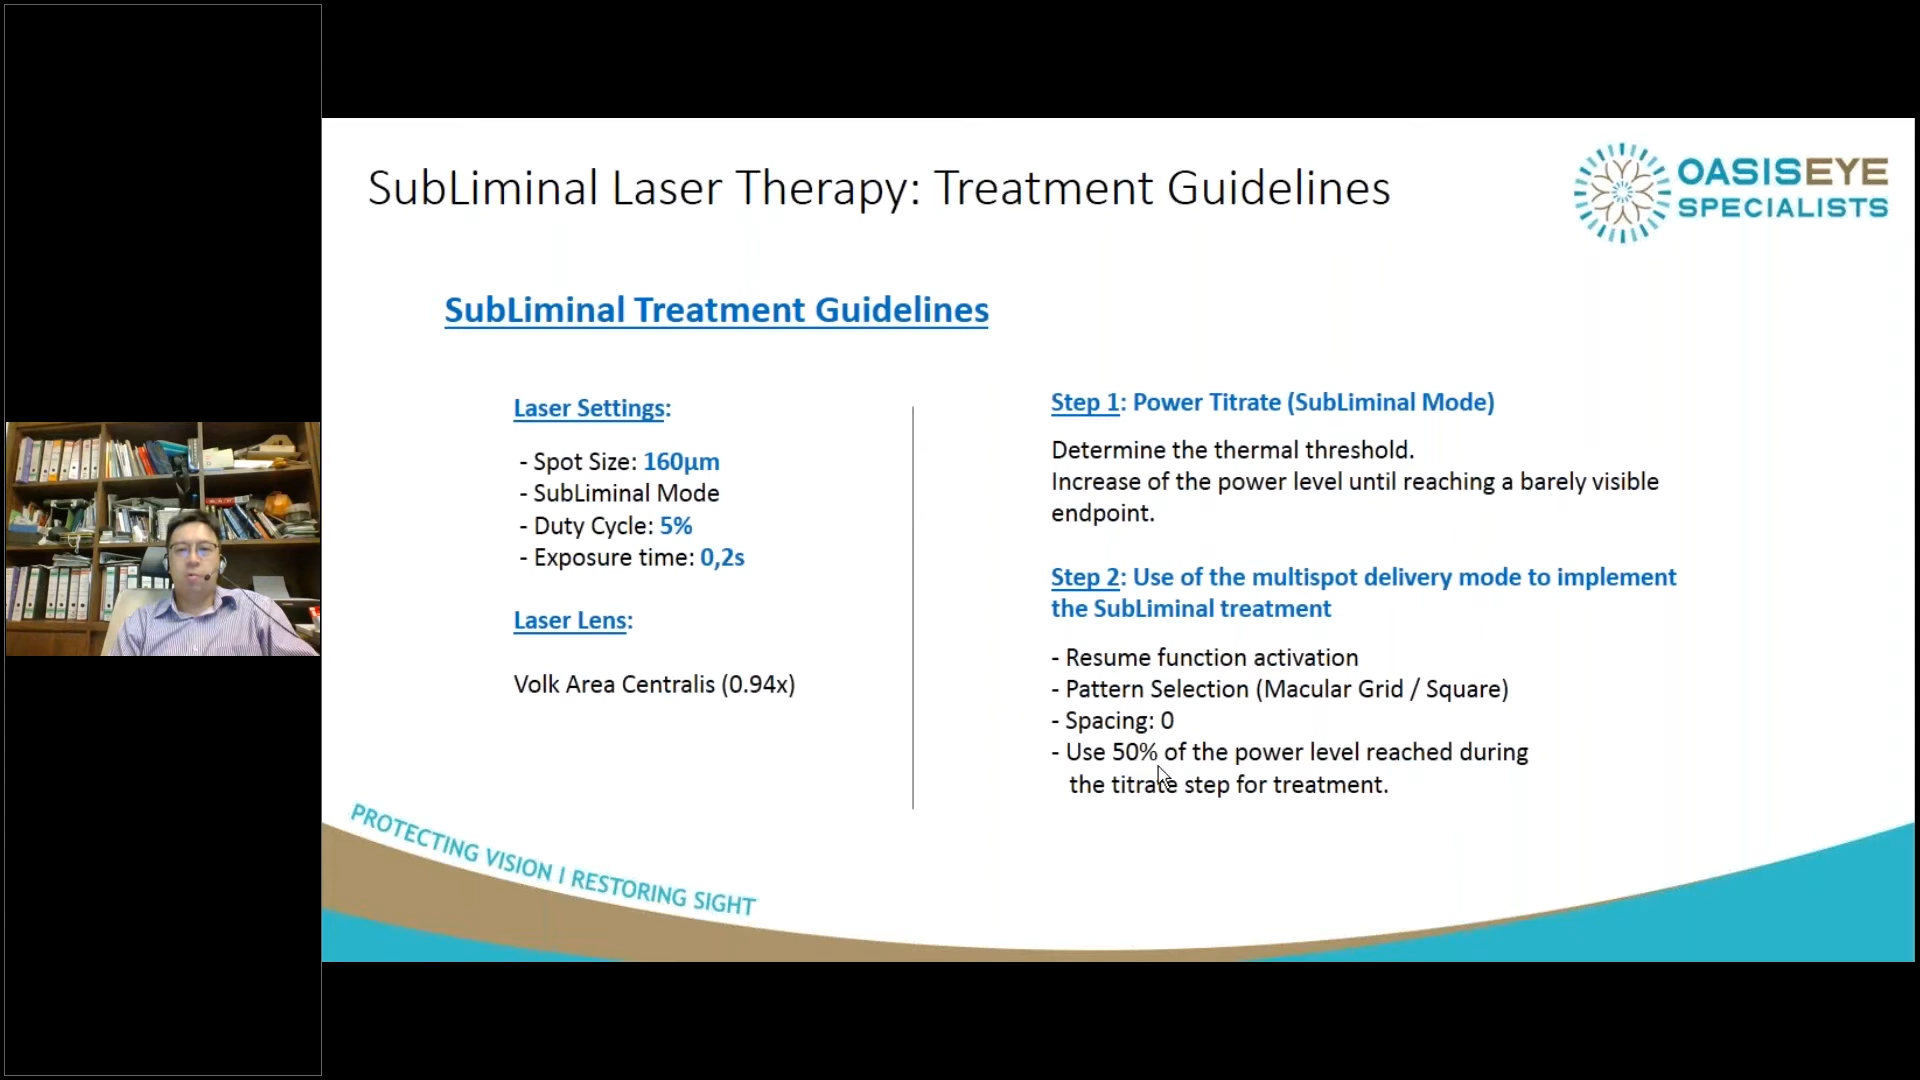 SubLiminal Laser Therapy: Treatment Guidelines
OASISEYE
SPECIALISTS
SubLiminal Treatment Guidelines
Laser Settings:
- Spot Size: 160µm
- SubLiminal Mode
- Duty Cycle: 5%
- Exposure time: 0,2s
Laser Lens:
Volk Area Centralis (0.94x)
Step 1: Power Titrate (SubLiminal Mode)
Determine the thermal threshold.
Increase of the power level until reaching a barely visible
endpoint.
Step 2: Use of the multispot delivery mode to implement
the SubLiminal treatment
- Resume function activation
- Pattern Selection (Macular Grid / Square)
- Spacing: 0
- Use 50% of the power level reached during
the titrate step for treatment.
PROTECTING VISION I RESTORING SIGHT